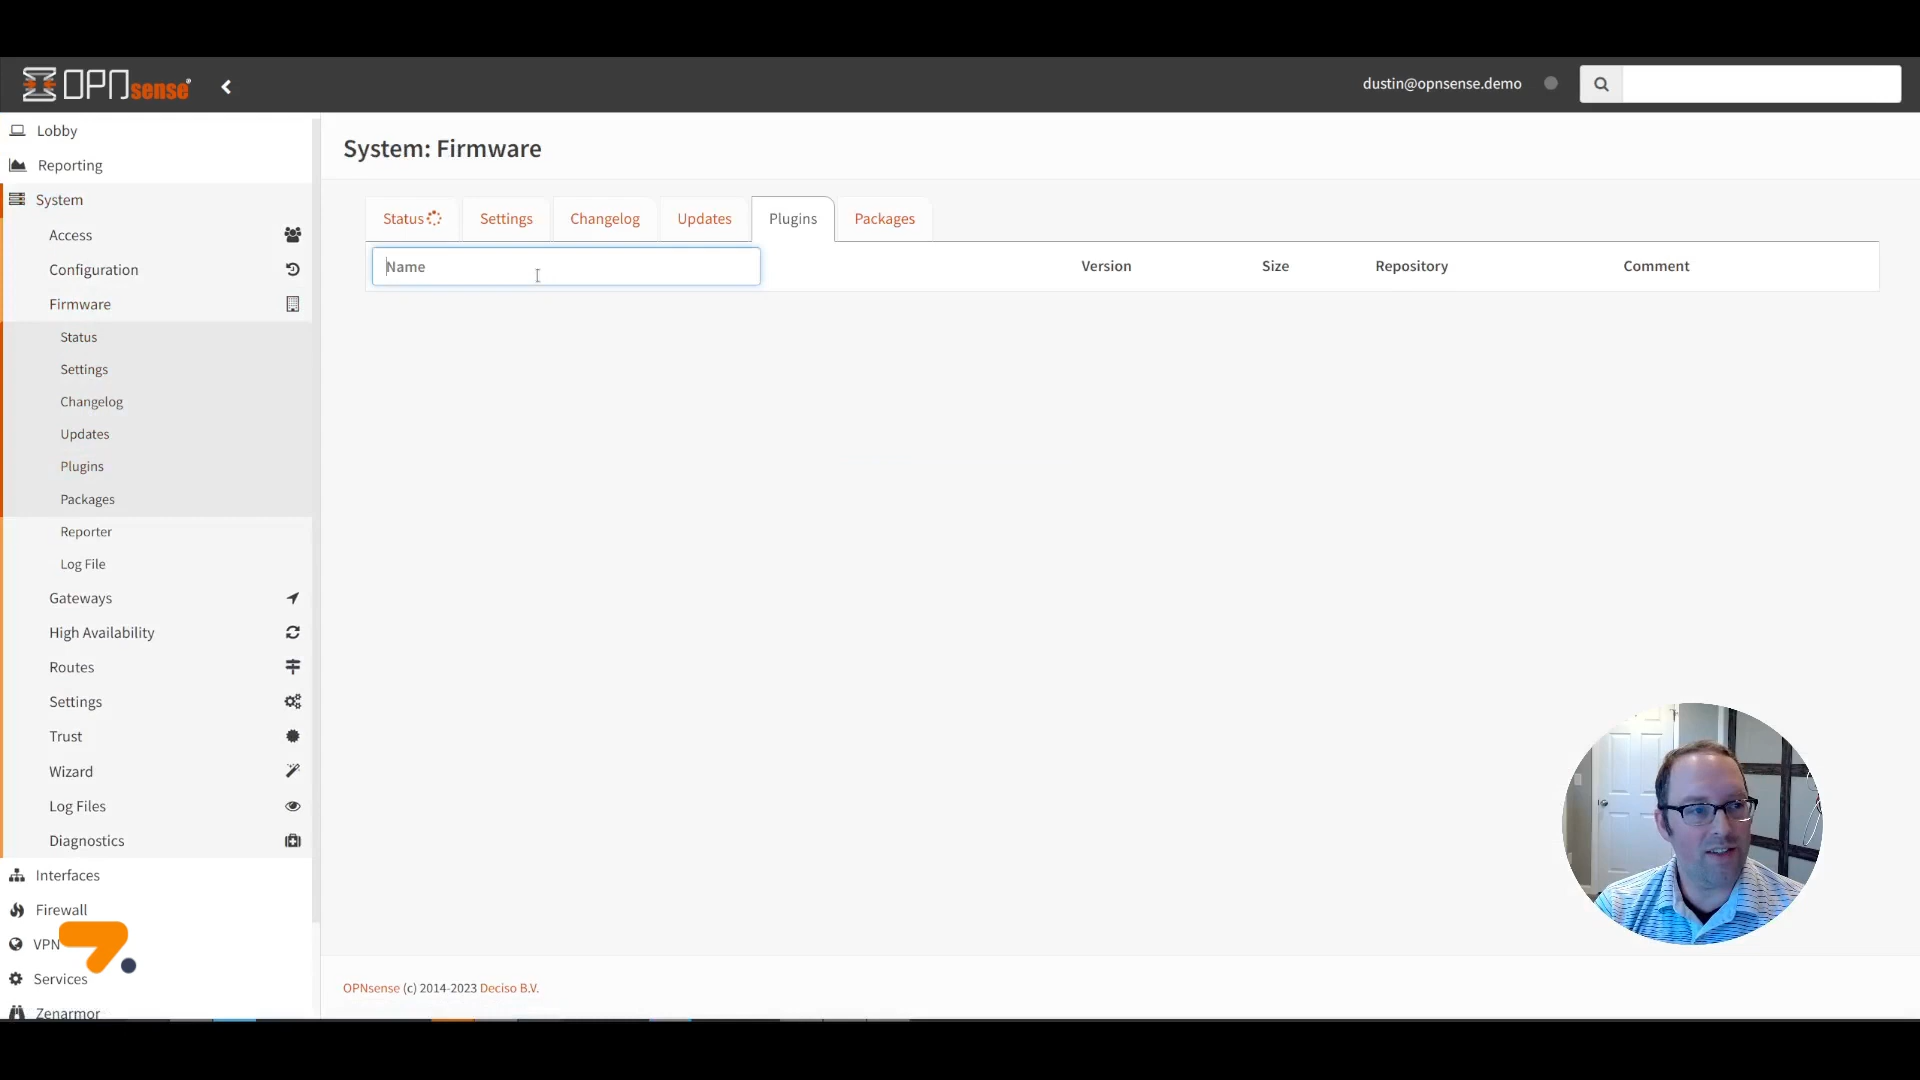 OPNsense
dustin@opnsense.demo
Lobby
Reporting
System
Access
Configuration
Firmware
Status
Settings
Changelog
Updates
Plugins
Packages
Reporter
Log File
Gateways
High Availability
Routes
Settings
Trust
Wizard
Log Files
Diagnostics
Interfaces
Firewall
VPN
Services
Zenarmor
System: Firmware
Status Settings Changelog Updates Plugins Packages
Name Version Size Repository Comment
OPNsense (c) 2014-2023 Deciso B.V.